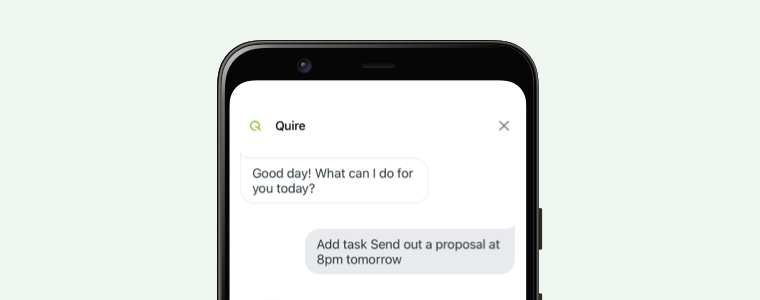 Quire
Good day! What can I do for
you today?
Add task Send out a proposal at
8pm tomorrow